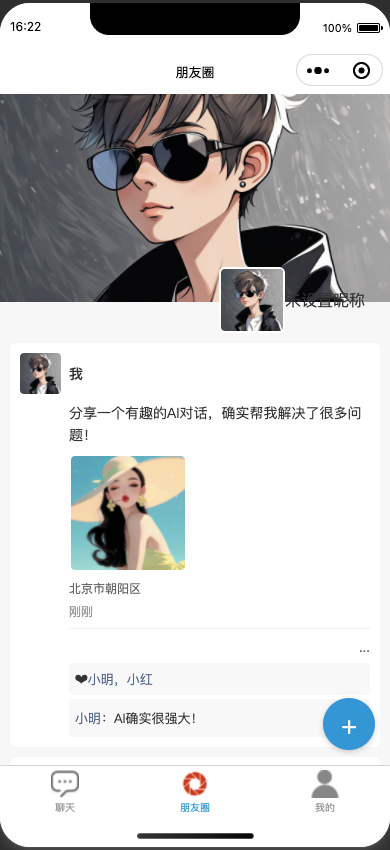 16:22
100%
朋友圈
未设置昵称
我
分享一个有趣的AI对话，确实帮我解决了很多问
题！
北京市朝阳区
刚刚
...
❤小明，小红
小明：AI确实很强大！
+
聊天
朋友圈
我的